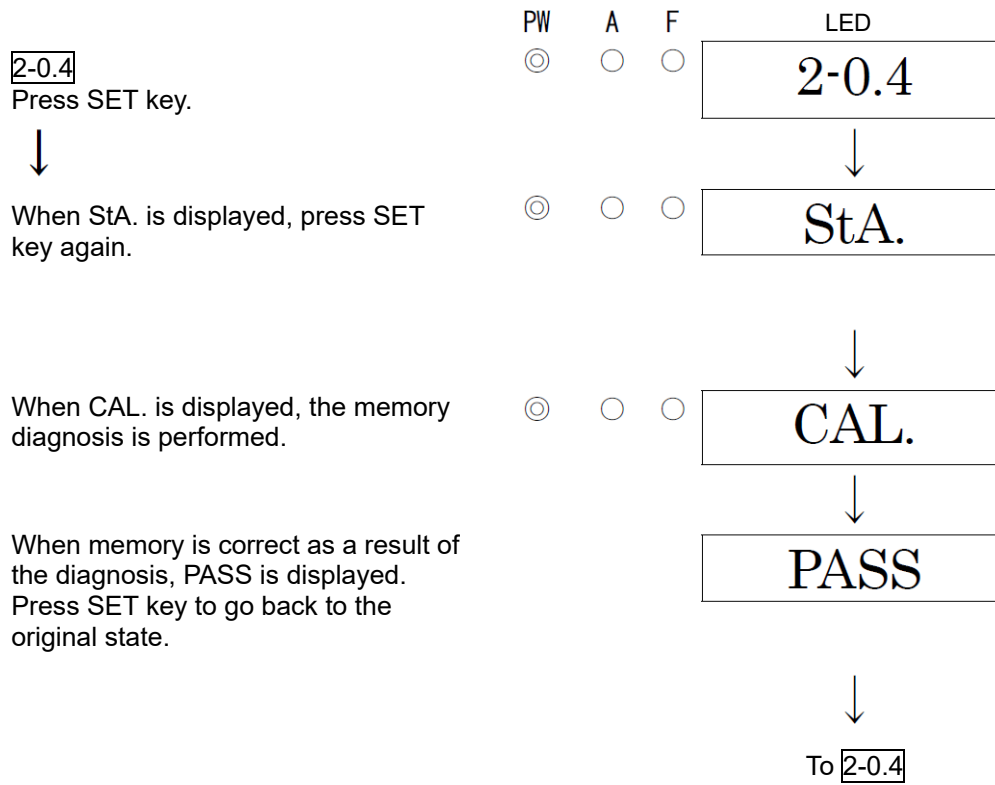 PW A F LED
2-0.4
Press SET key.
2-0.4
When StA. is displayed, press SET
key again.
StA.
When CAL. is displayed, the memory
diagnosis is performed.
CAL.
When memory is correct as a result of
the diagnosis, PASS is displayed.
Press SET key to go back to the
original state.
PASS
To 2-0.4